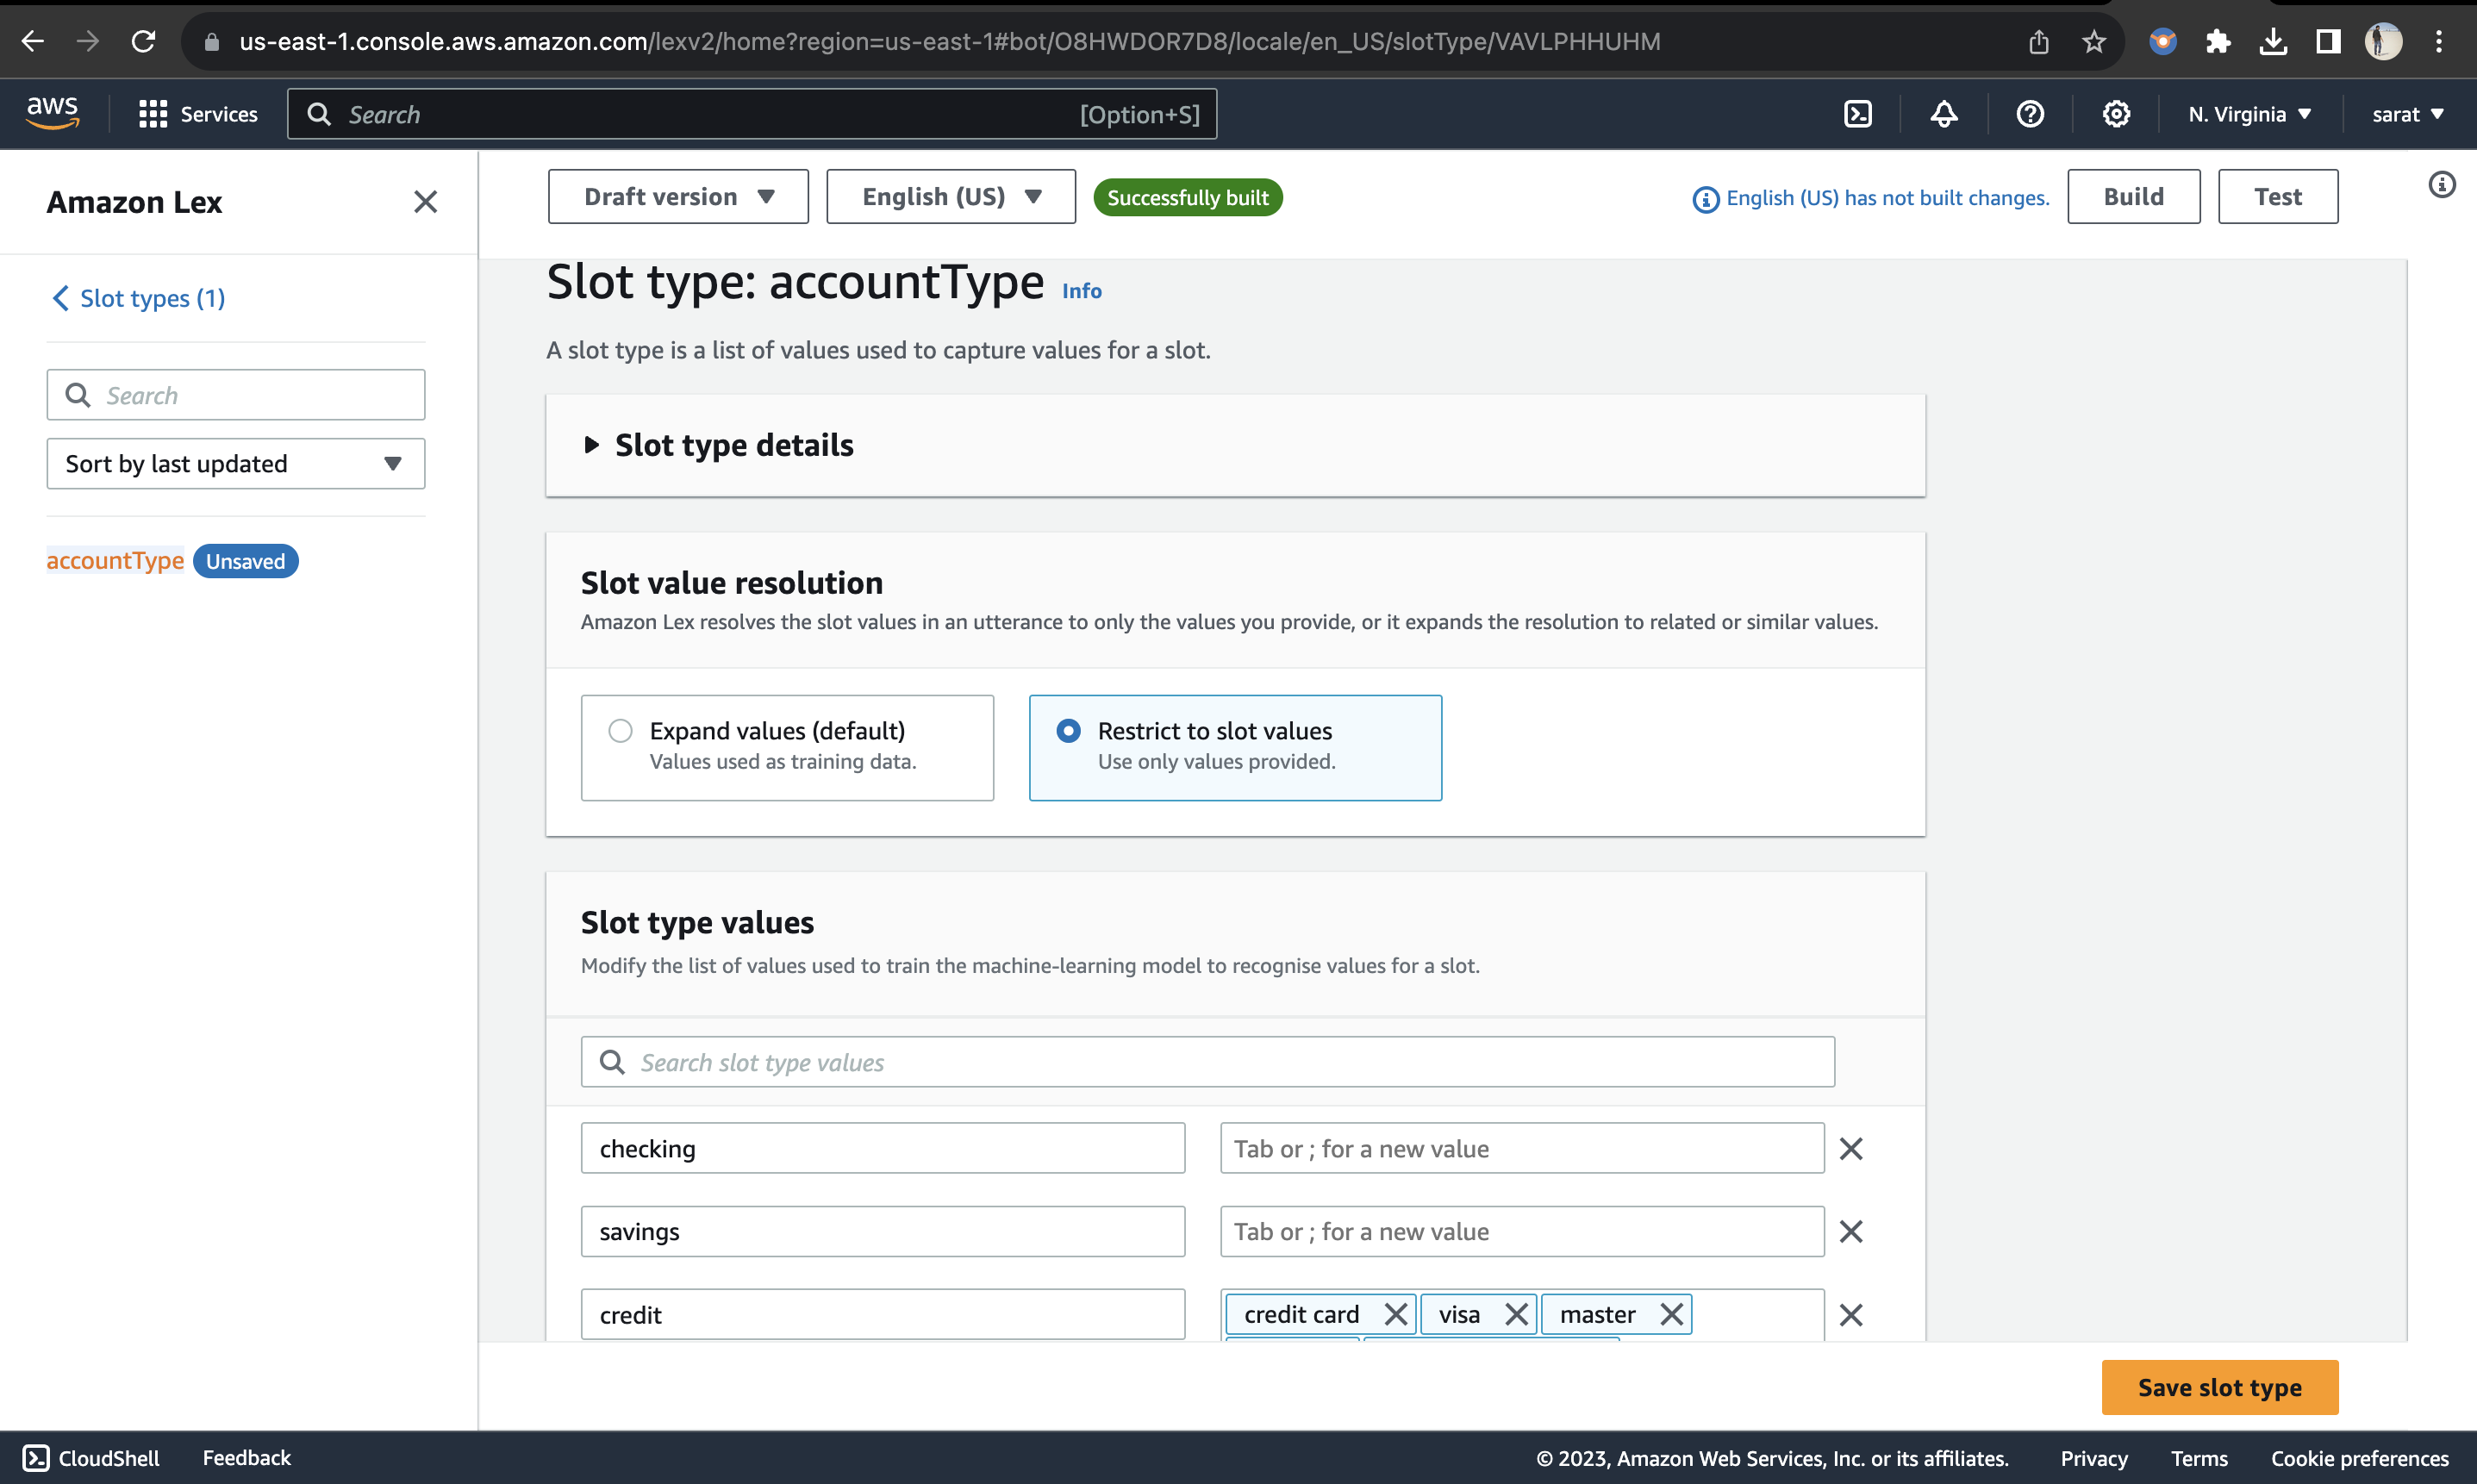 us-east-1.console.aws.amazon.com/lexv2/home?region=us-east-1#bot/O8HWDOR7D8/locale/en_US/slotType/VAVLPHHUHM
aws
Services
Search
[Option+S]
N. Virginia
sarat
Amazon Lex
Slot types (1)
Search
Sort by last updated
accountType
Unsaved
Draft version
English (US)
Successfully built
English (US) has not built changes.
Build
Test
Slot type: accountType Info
A slot type is a list of values used to capture values for a slot.
Slot type details
Slot value resolution
Amazon Lex resolves the slot values in an utterance to only the values you provide, or it expands the resolution to related or similar values.
Expand values (default)
Values used as training data.
Restrict to slot values
Use only values provided.
Slot type values
Modify the list of values used to train the machine-learning model to recognise values for a slot.
Search slot type values
checking
Tab or ; for a new value
savings
Tab or ; for a new value
credit
credit card
visa
master
Save slot type
CloudShell
Feedback
© 2023, Amazon Web Services, Inc. or its affiliates.
Privacy
Terms
Cookie preferences